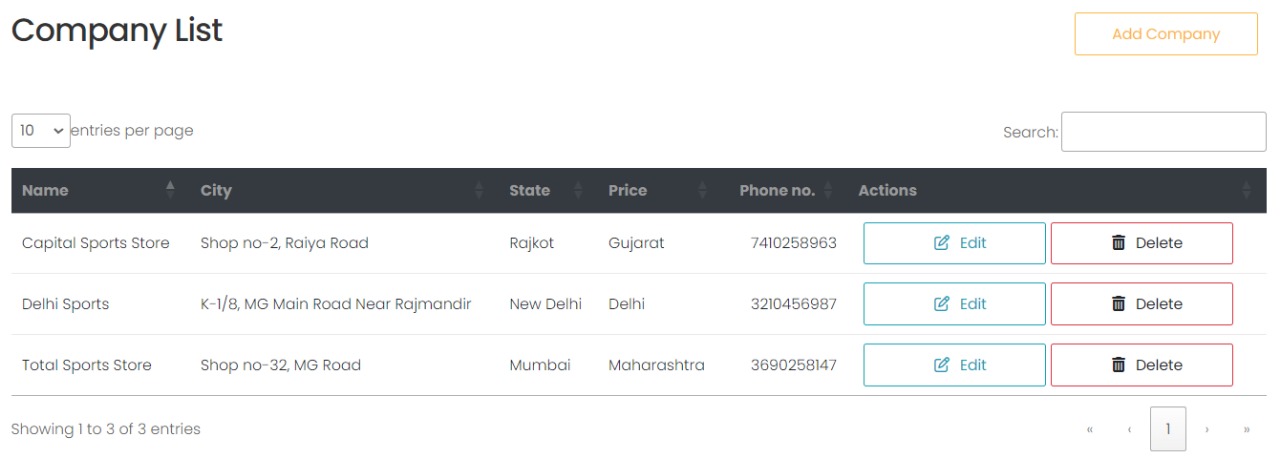 Company List
Add Company
10 entries per page
Search:
Name City State Price Phone no. Actions
Capital Sports Store Shop no-2, Raiya Road Rajkot Gujarat 7410258963 Edit Delete
Delhi Sports K-1/8, MG Main Road Near Rajmandir New Delhi Delhi 3210456987 Edit Delete
Total Sports Store Shop no-32, MG Road Mumbai Maharashtra 3690258147 Edit Delete
Showing 1 to 3 of 3 entries « ‹ 1 › »